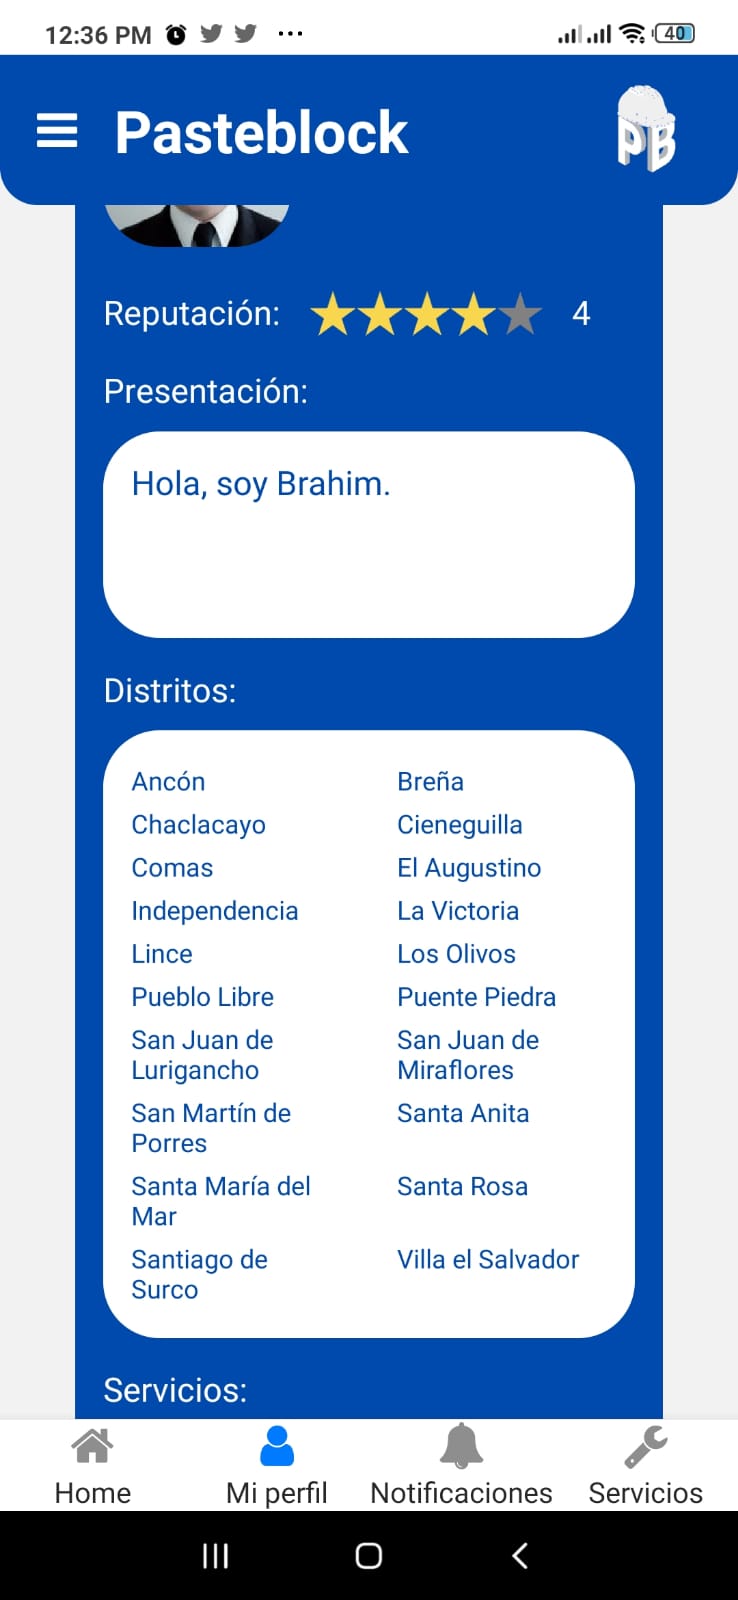 12:36 PM 40
Pasteblock
PB
Reputación: 4
Presentación:
Hola, soy Brahim.
Distritos:
Ancón Breña
Chaclacayo Cieneguilla
Comas El Augustino
Independencia La Victoria
Lince Los Olivos
Pueblo Libre Puente Piedra
San Juan de San Juan de
Lurigancho Miraflores
San Martín de Santa Anita
Porres
Santa María del Santa Rosa
Mar
Santiago de Villa el Salvador
Surco
Servicios:
Home Mi perfil Notificaciones Servicios